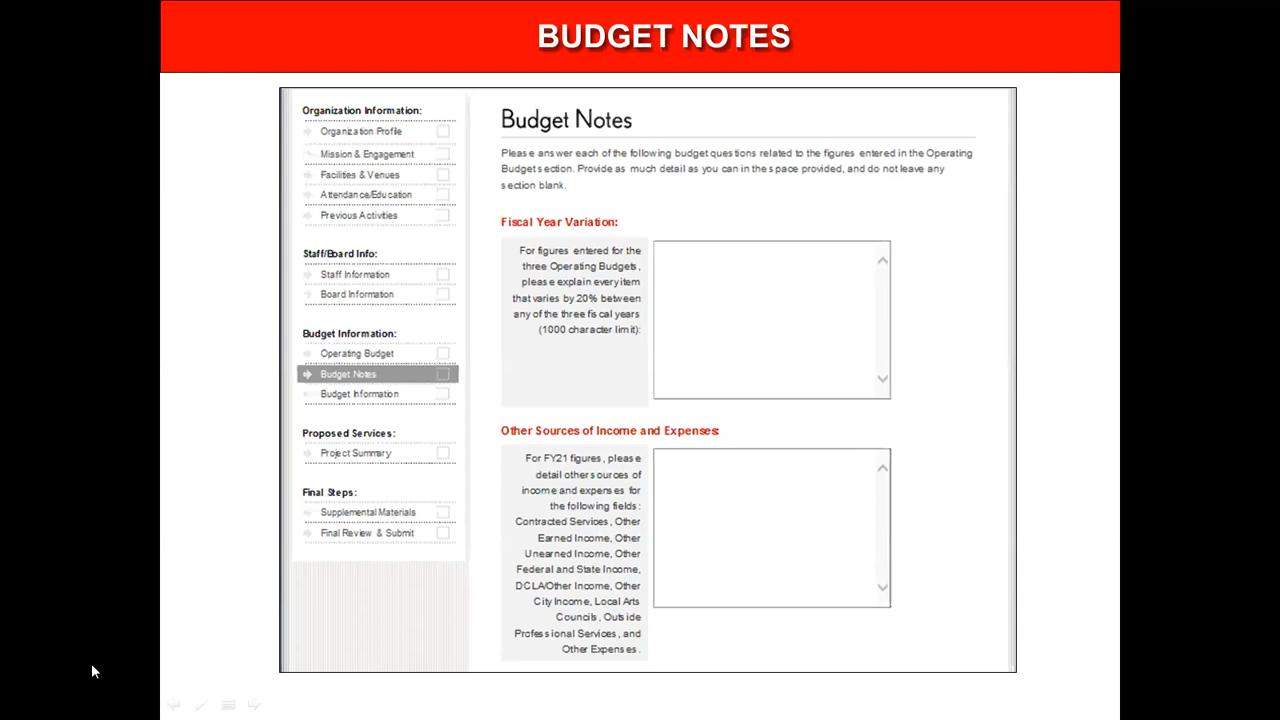 BUDGET NOTES
Organization Information:
Organization Profile
Mission & Engagement
Facilities & Venues
Attendance/Education
Previous Activities
Staff/Board Info:
Staff Information
Board Information
Budget Information:
Operating Budget
Budget Notes
Budget Information
Proposed Services:
Project Summary
Final Steps:
Supplemental Materials
Final Review & Submit
Budget Notes
Please answer each of the following budget questions related to the figures entered in the Operating
Budget section. Provide as much detail as you can in the space provided, and do not leave any
section blank.
Fiscal Year Variation:
For figures entered for the
three Operating Budgets,
please explain every item
that varies by 20% between
any of the three fiscal years
(1000 character limit):
Other Sources of Income and Expenses:
For FY21 figures, please
detail other sources of
income and expenses for
the following fields:
Contracted Services, Other
Earned Income, Other
Unearned Income, Other
Federal and State Income,
DCLA/Other Income, Other
City Income, Local Arts
Councils, Outside
Professional Services, and
Other Expenses.